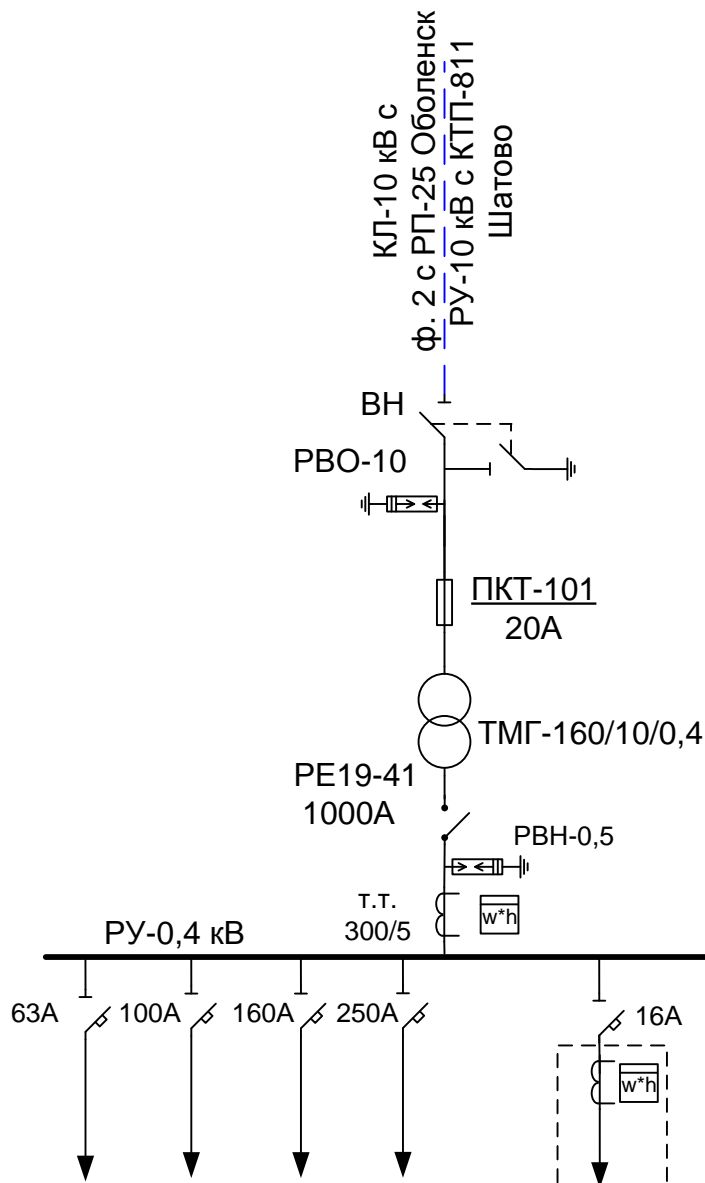 КЛ-10 кВ с
ф. 2 с РП-25 Оболенск
РУ-10 кВ с КТП-811
Шатово
ВН
РВО-10
ПКТ-101
20А
ТМГ-160/10/0,4
РЕ19-41
1000А
РВН-0,5
т.т.
300/5
w*h
РУ-0,4 кВ
63А
100А
160А
250А
16А
w*h